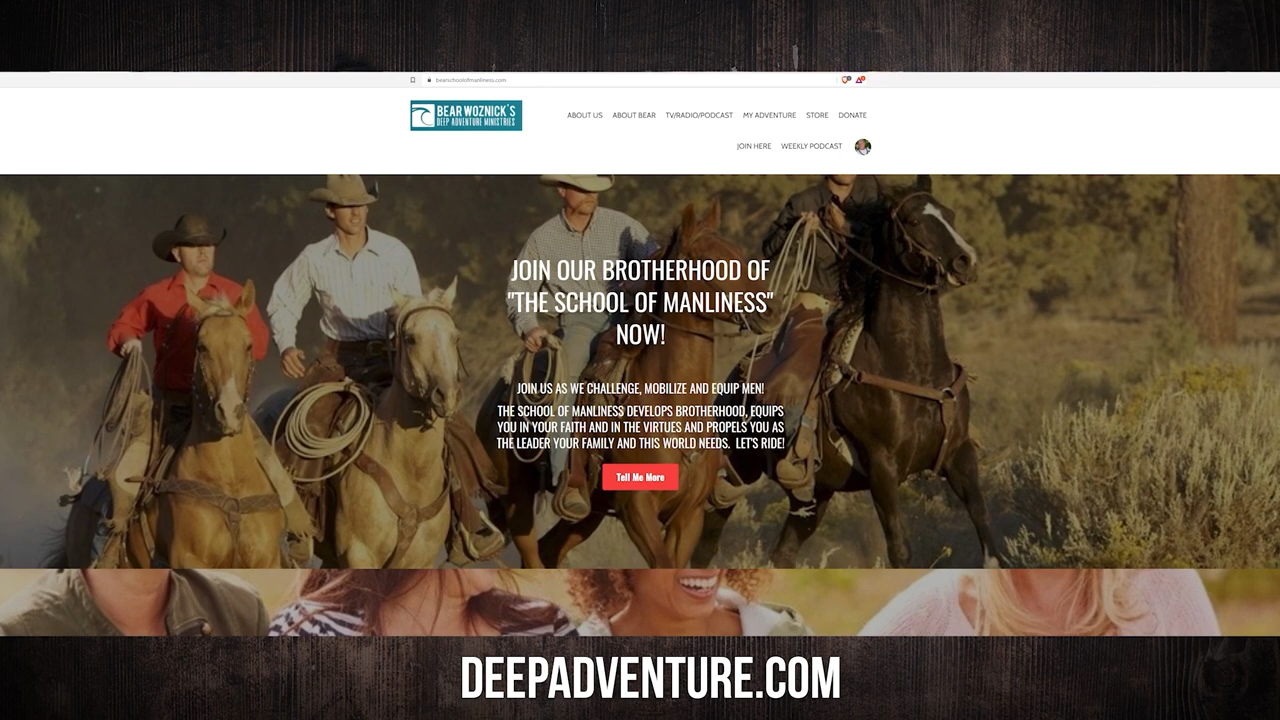 bearschoolofmanliness.com
BEAR WOZNICK'S
DEEP ADVENTURE MINISTRIES
ABOUT US ABOUT BEAR TV/RADIO/PODCAST MY ADVENTURE STORE DONATE
JOIN HERE WEEKLY PODCAST
JOIN OUR BROTHERHOOD OF
"THE SCHOOL OF MANLINESS"
NOW!
JOIN US AS WE CHALLENGE, MOBILIZE AND EQUIP MEN!
THE SCHOOL OF MANLINESS DEVELOPS BROTHERHOOD, EQUIPS
YOU IN YOUR FAITH AND IN THE VIRTUES AND PROPELS YOU AS
THE LEADER YOUR FAMILY AND THIS WORLD NEEDS. LET'S RIDE!
Tell Me More
DEEPADVENTURE.COM